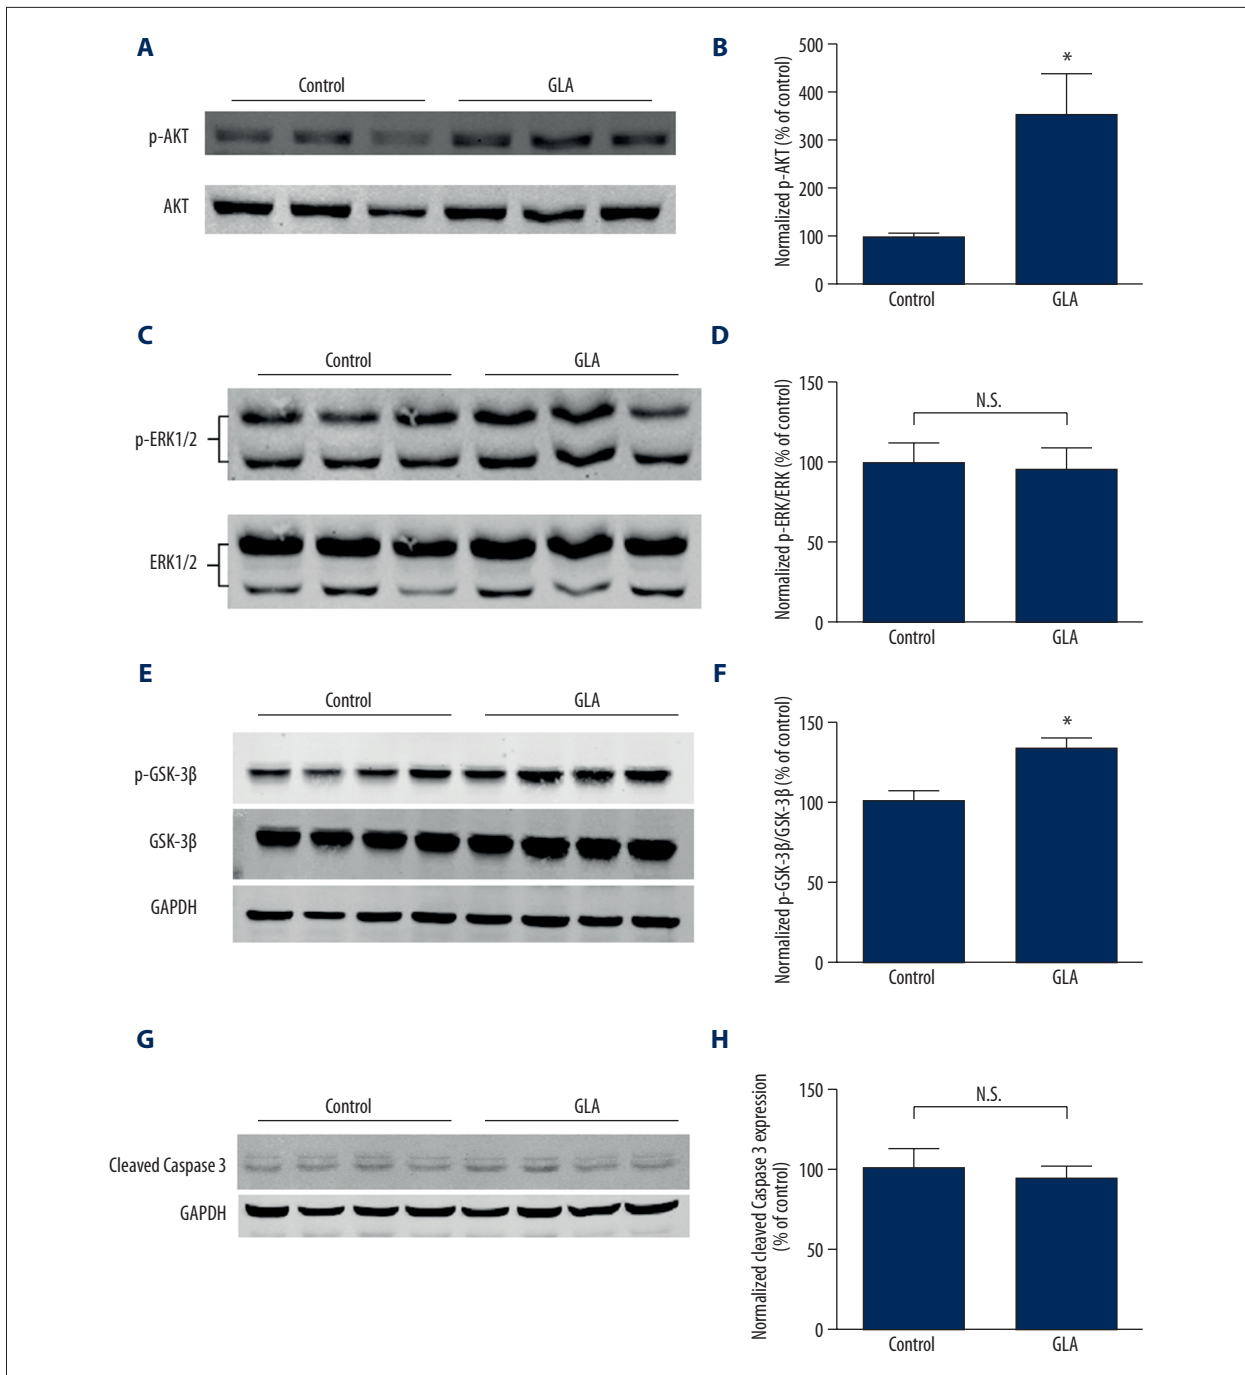 A
Control GLA
p-AKT
AKT
B
Normalized p-AKT (% of control)
500
400
300
200
100
0
*
Control GLA
C
Control GLA
p-ERK1/2
ERK1/2
D
Normalized p-ERK/ERK (% of control)
150
100
50
0
N.S.
Control GLA
E
Control GLA
p-GSK-3β
GSK-3β
GAPDH
F
Normalized p-GSK-3β/GSK-3β (% of control)
150
100
50
0
*
Control GLA
G
Control GLA
Cleaved Caspase 3
GAPDH
H
Normalized cleaved Caspase 3 expression
(% of control)
150
100
50
0
N.S.
Control GLA